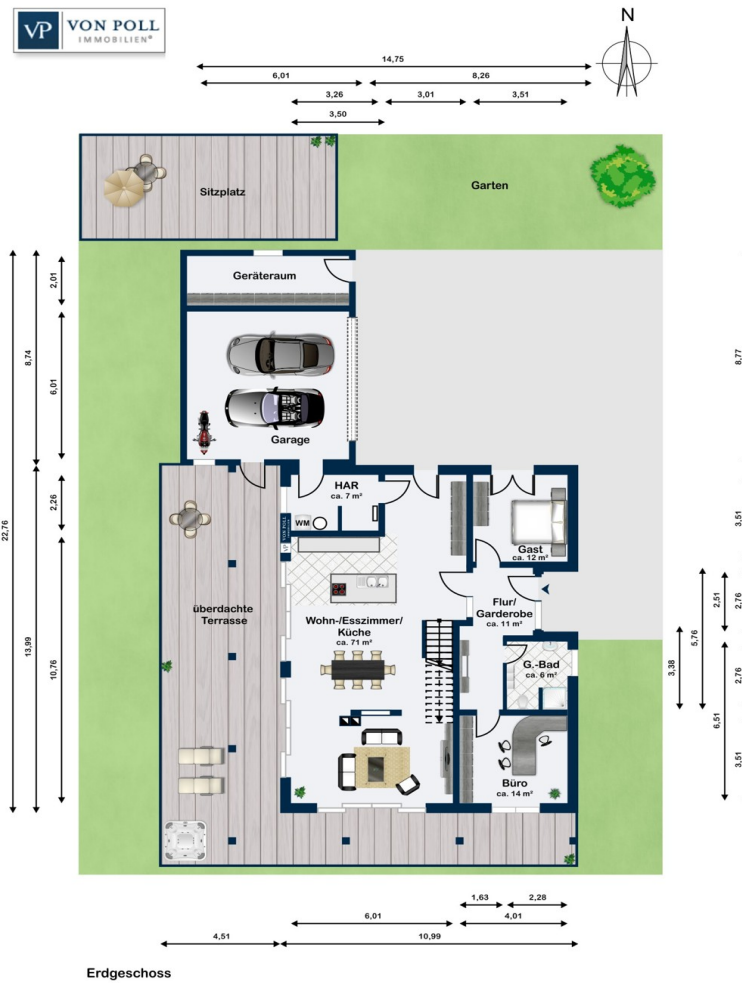 VP VON POLL
IMMOBILIEN®
N
14,75
6,01 8,26
3,26 3,01 3,51
3,50
Sitzplatz
Garten
Geräteraum
Garage
2,01
8,74
6,01
22,76
2,26
13,99
10,76
8,77
3,51
2,51
2,76
5,76
3,38
2,76
6,51
3,51
HAR
ca. 7 m²
WM
VP VON POLL
Gast
ca. 12 m²
Flur/
Garderobe
ca. 11 m²
überdachte
Terrasse
Wohn-/Esszimmer/
Küche
ca. 71 m²
G.-Bad
ca. 6 m²
Büro
ca. 14 m²
1,63 2,28
6,01 4,01
4,51 10,99
Erdgeschoss